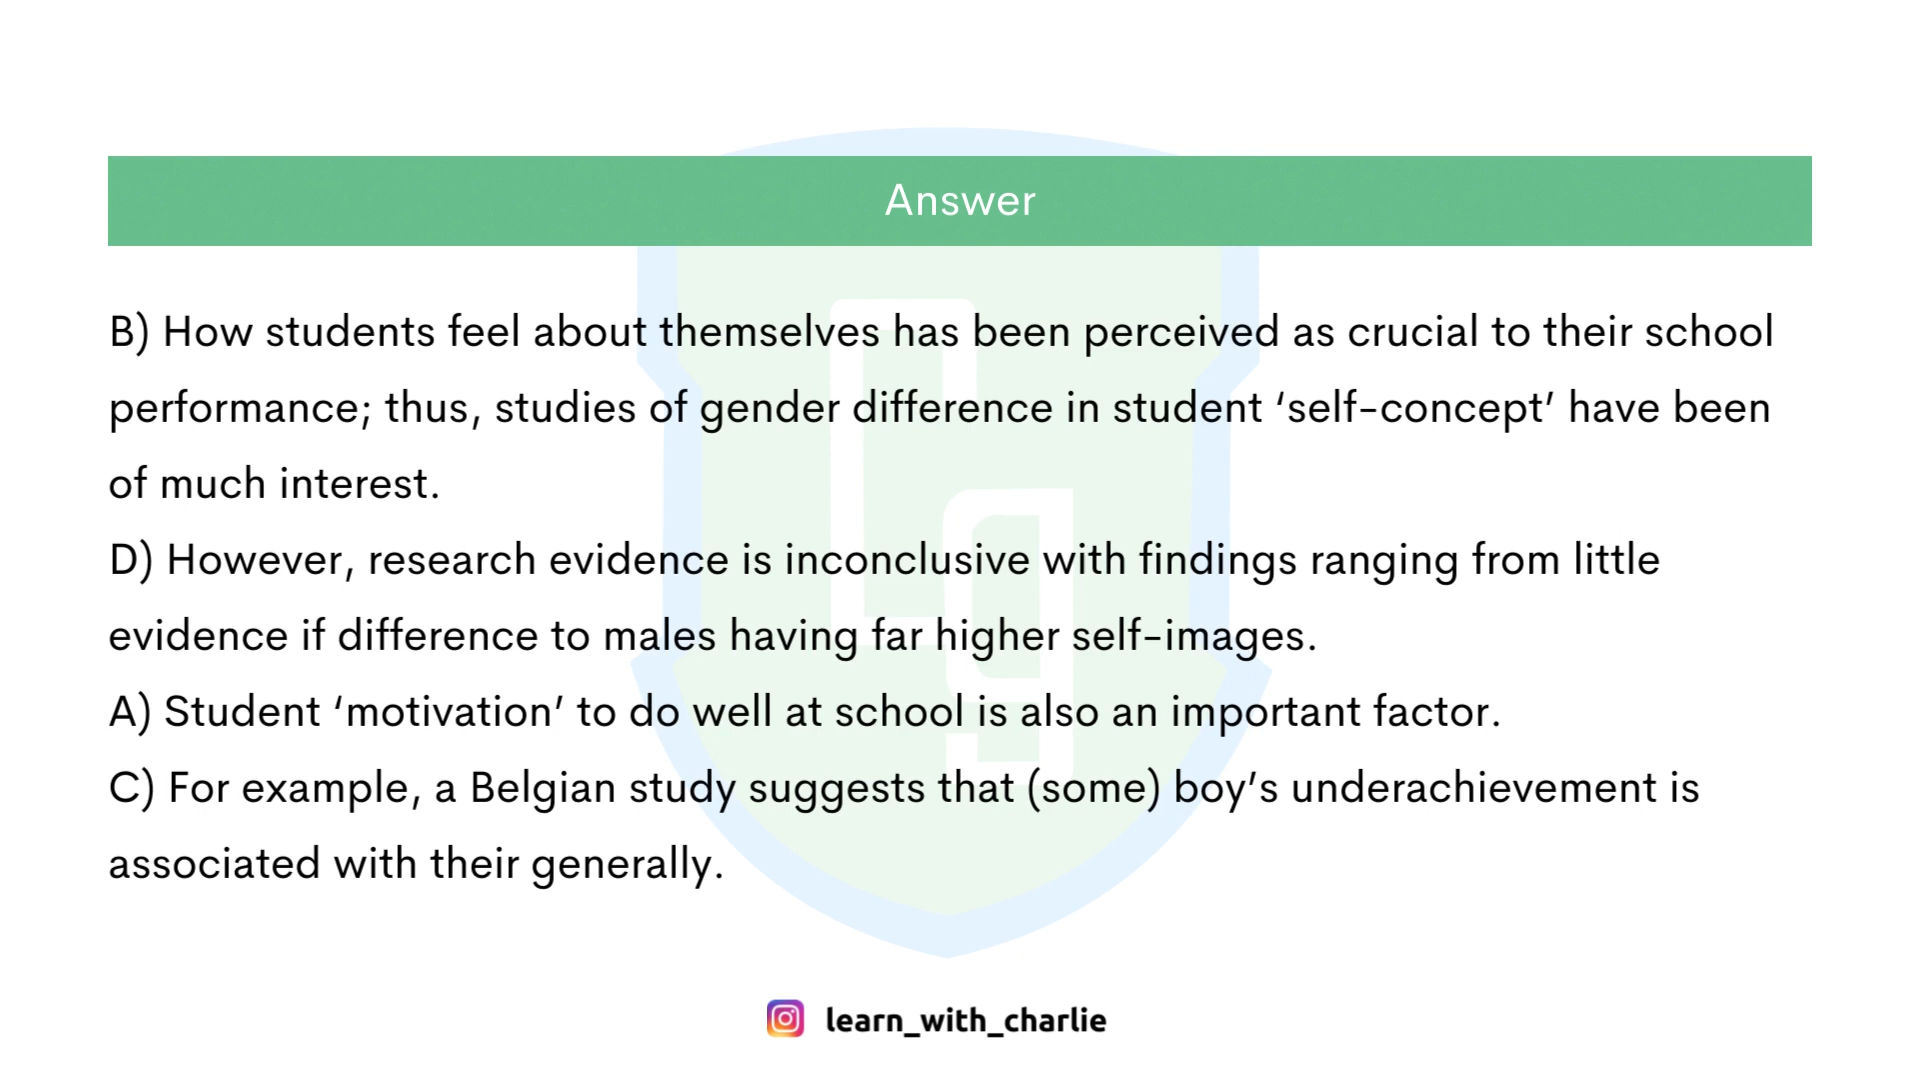 Answer
B) How students feel about themselves has been perceived as crucial to their school
performance; thus, studies of gender difference in student ‘self-concept’ have been
of much interest.
D) However, research evidence is inconclusive with findings ranging from little
evidence if difference to males having far higher self-images.
A) Student ‘motivation’ to do well at school is also an important factor.
C) For example, a Belgian study suggests that (some) boy’s underachievement is
associated with their generally.
learn_with_charlie